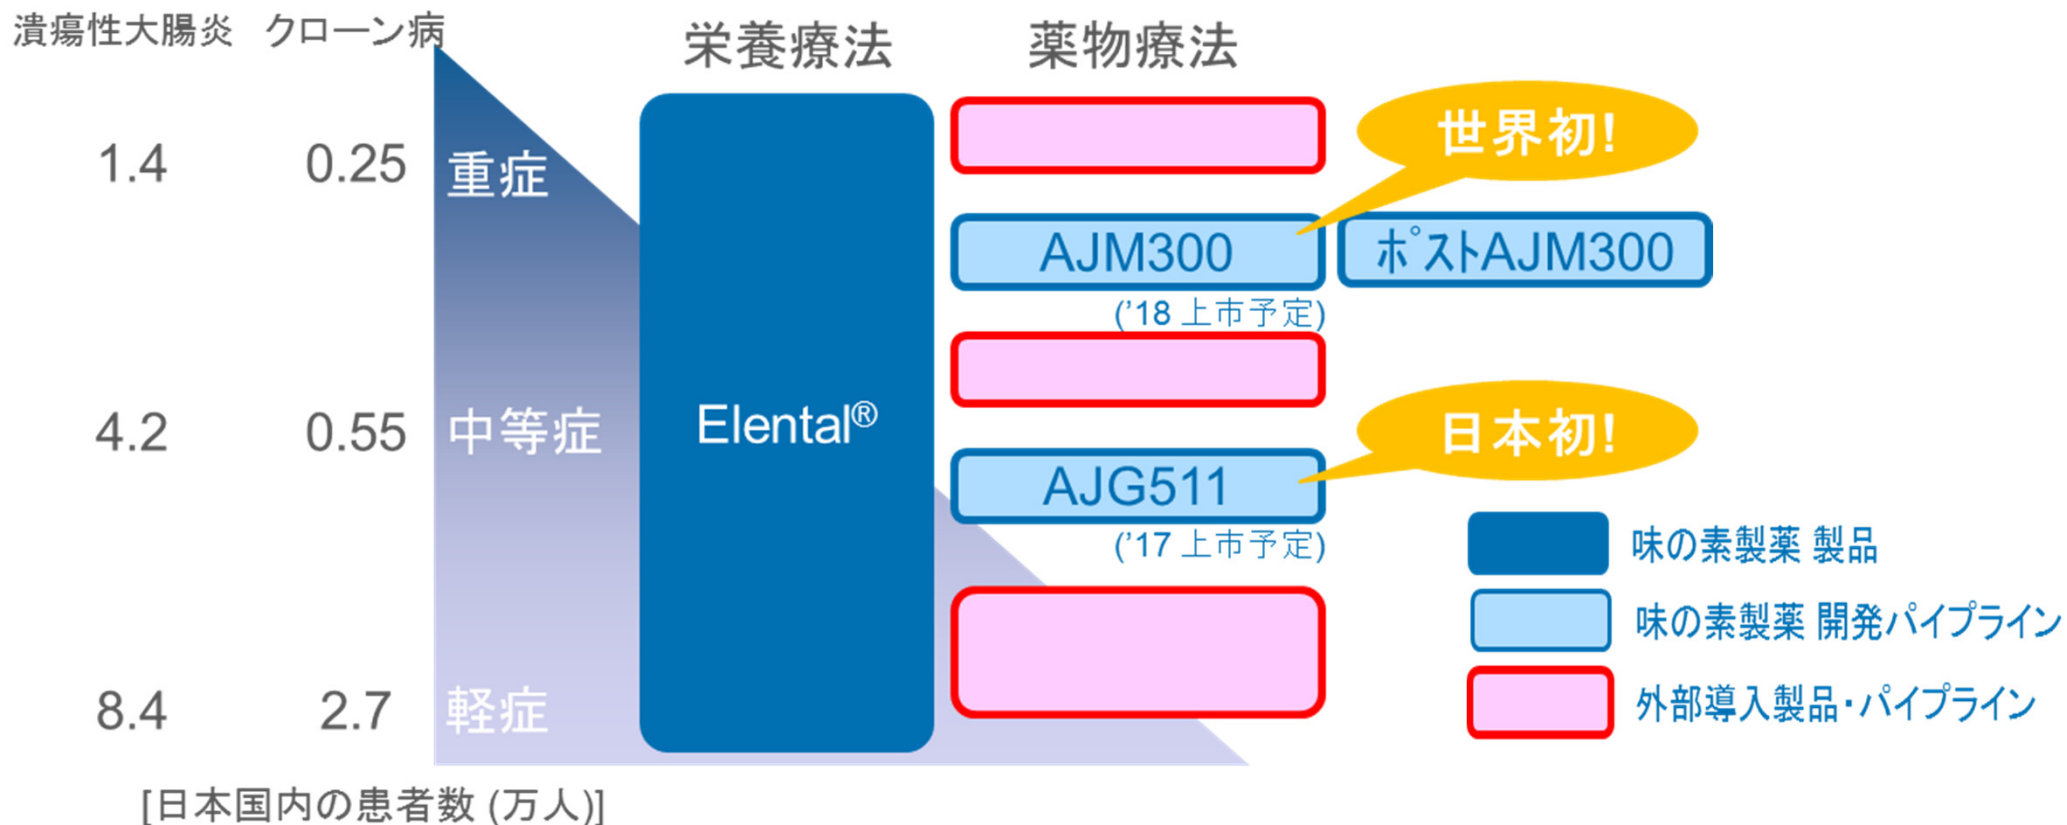 潰瘍性大腸炎 クローン病 栄養療法 薬物療法
1.4 0.25 重症
世界初!
AJM300 ﾎﾟｽﾄAJM300
('18 上市予定)
4.2 0.55 中等症 Elental®
日本初!
AJG511
('17 上市予定)
味の素製薬 製品
味の素製薬 開発パイプライン
8.4 2.7 軽症
外部導入製品・パイプライン
[日本国内の患者数 (万人)]